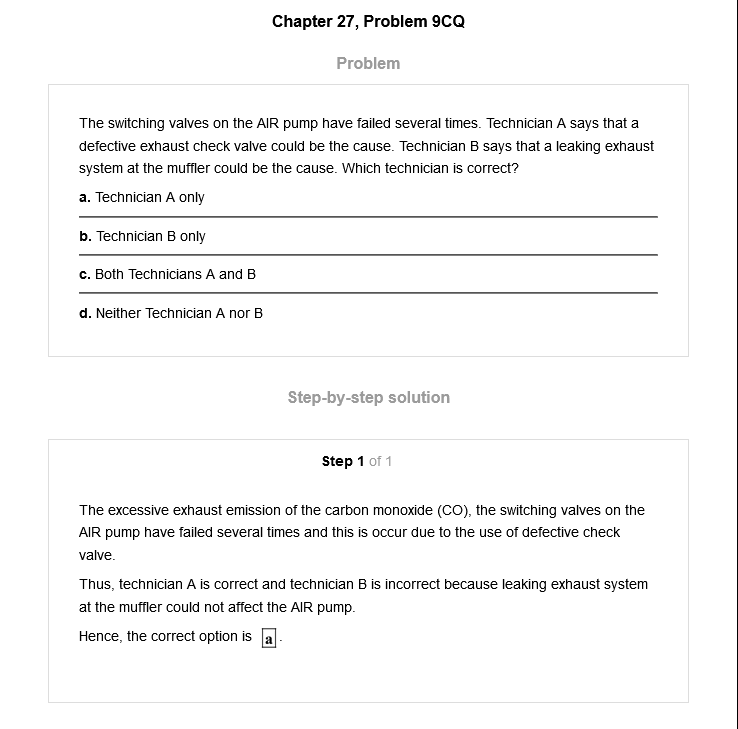 Chapter 27, Problem 9CQ
Problem
The switching valves on the AIR pump have failed several times. Technician A says that a
defective exhaust check valve could be the cause. Technician B says that a leaking exhaust
system at the muffler could be the cause. Which technician is correct?
a. Technician A only
b. Technician B only
c. Both Technicians A and B
d. Neither Technician A nor B
Step-by-step solution
Step 1 of 1
The excessive exhaust emission of the carbon monoxide (CO), the switching valves on the
AIR pump have failed several times and this is occur due to the use of defective check
valve.
Thus, technician A is correct and technician B is incorrect because leaking exhaust system
at the muffler could not affect the AIR pump.
Hence, the correct option is a.